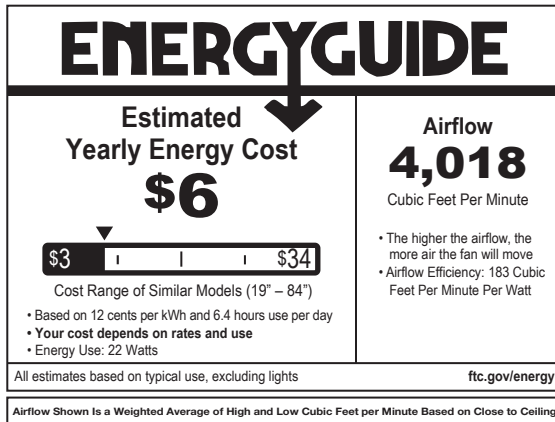 ENERGYGUIDE
Estimated
Yearly Energy Cost
$6
$3
$34
Cost Range of Similar Models (19” – 84”)
• Based on 12 cents per kWh and 6.4 hours use per day
• Your cost depends on rates and use
• Energy Use: 22 Watts
Airflow
4,018
Cubic Feet Per Minute
• The higher the airflow, the
more air the fan will move
• Airflow Efficiency: 183 Cubic
Feet Per Minute Per Watt
All estimates based on typical use, excluding lights
ftc.gov/energy
Airflow Shown Is a Weighted Average of High and Low Cubic Feet per Minute Based on Close to Ceiling